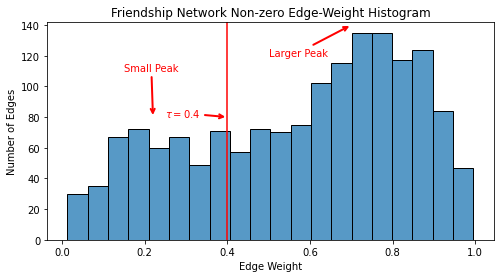 Friendship Network Non-zero Edge-Weight Histogram
140
120
100
80
60
40
20
0
Number of Edges
Small Peak
τ = 0.4
Larger Peak
0.0 0.2 0.4 0.6 0.8 1.0
Edge Weight